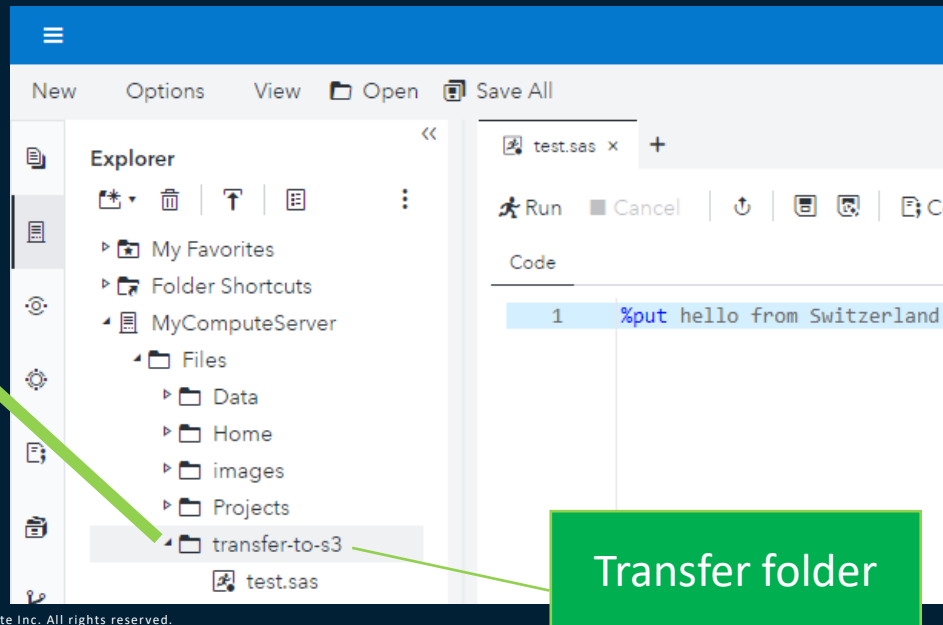 New Options View Open Save All
Explorer
test.sas × +
Run Cancel
My Favorites
Code
Folder Shortcuts
MyComputeServer
1 %put hello from Switzerland
Files
Data
Home
images
Projects
transfer-to-s3
Transfer folder
test.sas
te Inc. All rights reserved.